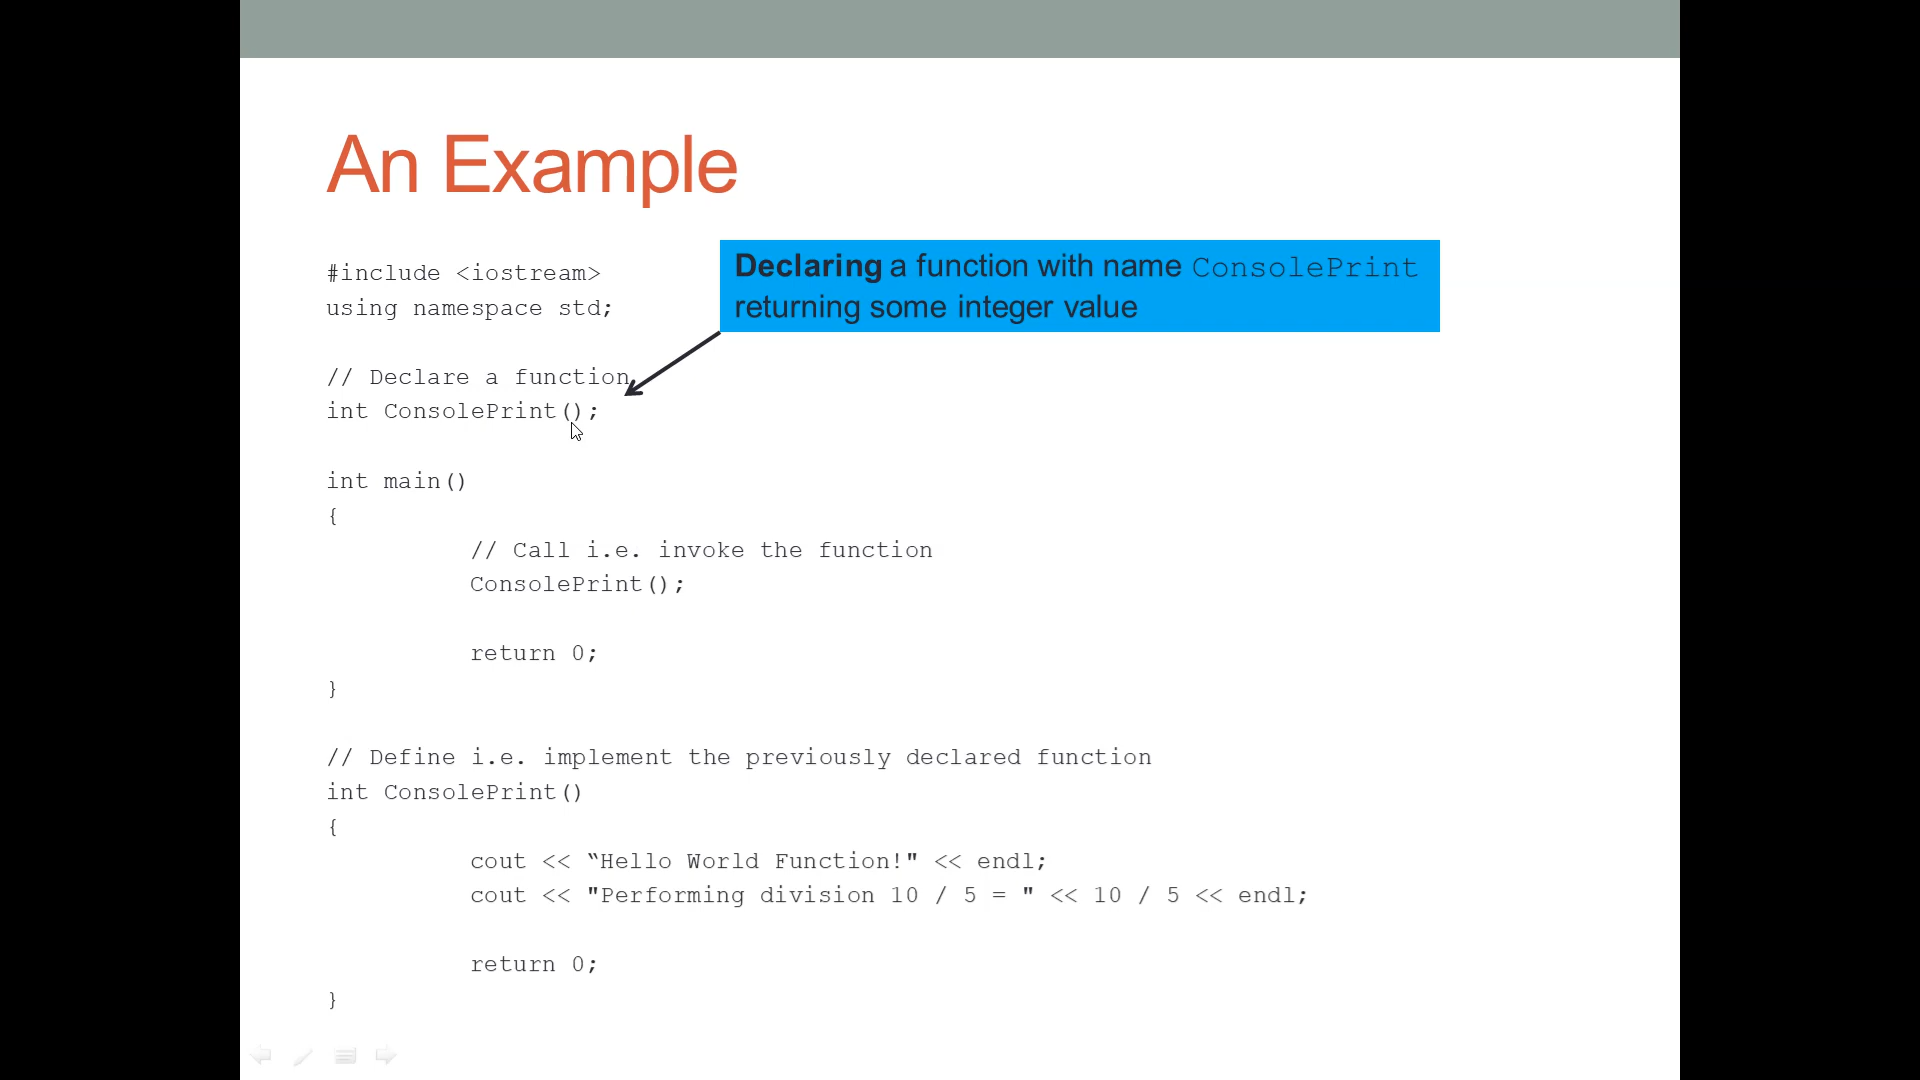 An Example
Declaring a function with name ConsolePrint
returning some integer value
#include <iostream>
using namespace std;
// Declare a function
int ConsolePrint();
int main()
{
// Call i.e. invoke the function
ConsolePrint();
return 0;
}
// Define i.e. implement the previously declared function
int ConsolePrint()
{
cout << “Hello World Function!" << endl;
cout << "Performing division 10 / 5 = " << 10 / 5 << endl;
return 0;
}